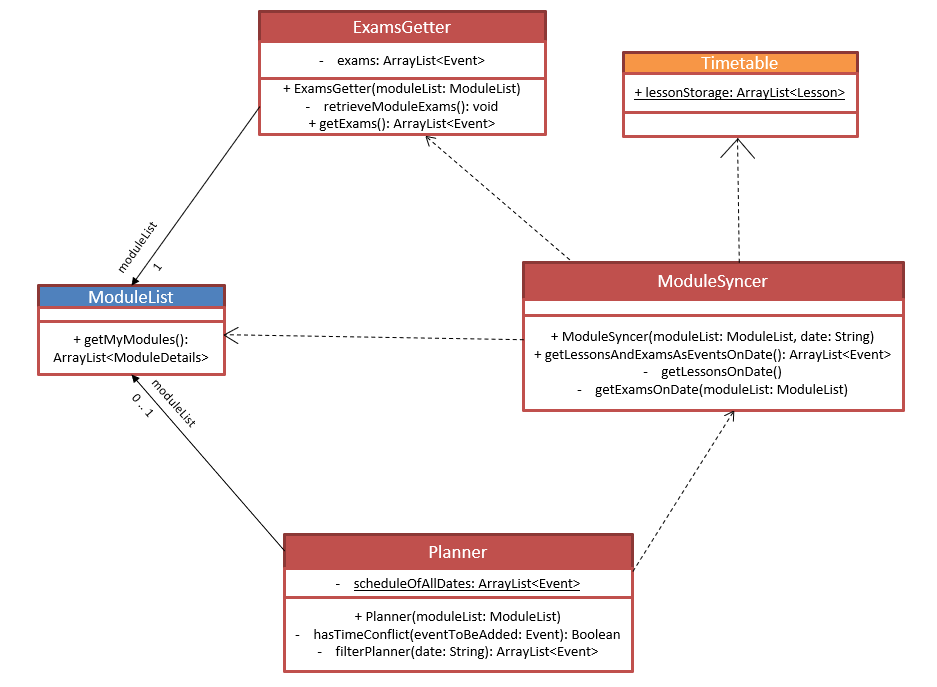 ExamsGetter
- exams: ArrayList<Event>
+ ExamsGetter(moduleList: ModuleList)
- retrieveModuleExams(): void
+ getExams(): ArrayList<Event>
Timetable
+ lessonStorage: ArrayList<Lesson>
moduleList
1
ModuleList
+ getMyModules():
ArrayList<ModuleDetails>
ModuleSyncer
+ ModuleSyncer(moduleList: ModuleList, date: String)
+ getLessonsAndExamsAsEventsOnDate(): ArrayList<Event>
- getLessonsOnDate()
- getExamsOnDate(moduleList: ModuleList)
moduleList
0 .. 1
Planner
- scheduleOfAllDates: ArrayList<Event>
+ Planner(moduleList: ModuleList)
- hasTimeConflict(eventToBeAdded: Event): Boolean
- filterPlanner(date: String): ArrayList<Event>